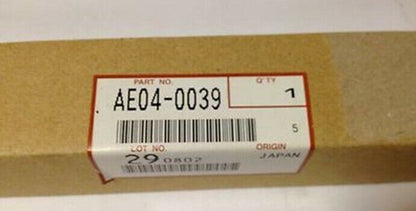 PART NO. Q'TY
AE04-0039 1
5
LOT NO. ORIGIN
29 0802 JAPAN